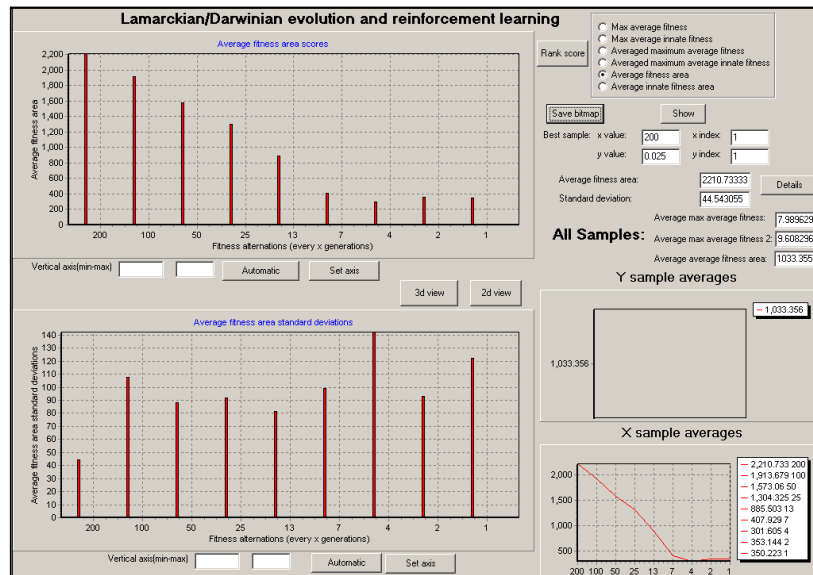 Lamarckian/Darwinian evolution and reinforcement learning
Average fitness area scores
2,200
2,000
1,800
1,600
1,400
1,200
1,000
800
600
400
200
0
Average fitness area
200 100 50 25 13 7 4 2 1
Fitness alternations (every x generations)
Vertical axis(min-max)
Automatic
Set axis
3d view
2d view
Average fitness area standard deviations
140
130
120
110
100
90
80
70
60
50
40
30
20
10
0
Average fitness area standard deviations
200 100 50 25 13 7 4 2 1
Fitness alternations (every x generations)
Vertical axis(min-max)
Automatic
Set axis
Rank score
Max average fitness
Max average innate fitness
Averaged maximum average fitness
Averaged maximum average innate fitness
Average fitness area
Average innate fitness area
Save bitmap
Show
Best sample: x value: 200 x index: 1
y value: 0.025 y index: 1
Average fitness area: 2210.73333
Standard deviation: 44.543055
Details
All Samples:
Average max average fitness: 7.989629
Average max average fitness 2: 9.608296
Average average fitness area: 1033.355
Y sample averages
1,033.356
1,033.356
X sample averages
2,000
1,500
1,000
500
200 100 50 25 13 7 4 2 1
2,210.733 200
1,913.679 100
1,573.06 50
1,304.325 25
885.503 13
407.929 7
301.605 4
353.144 2
350.223 1